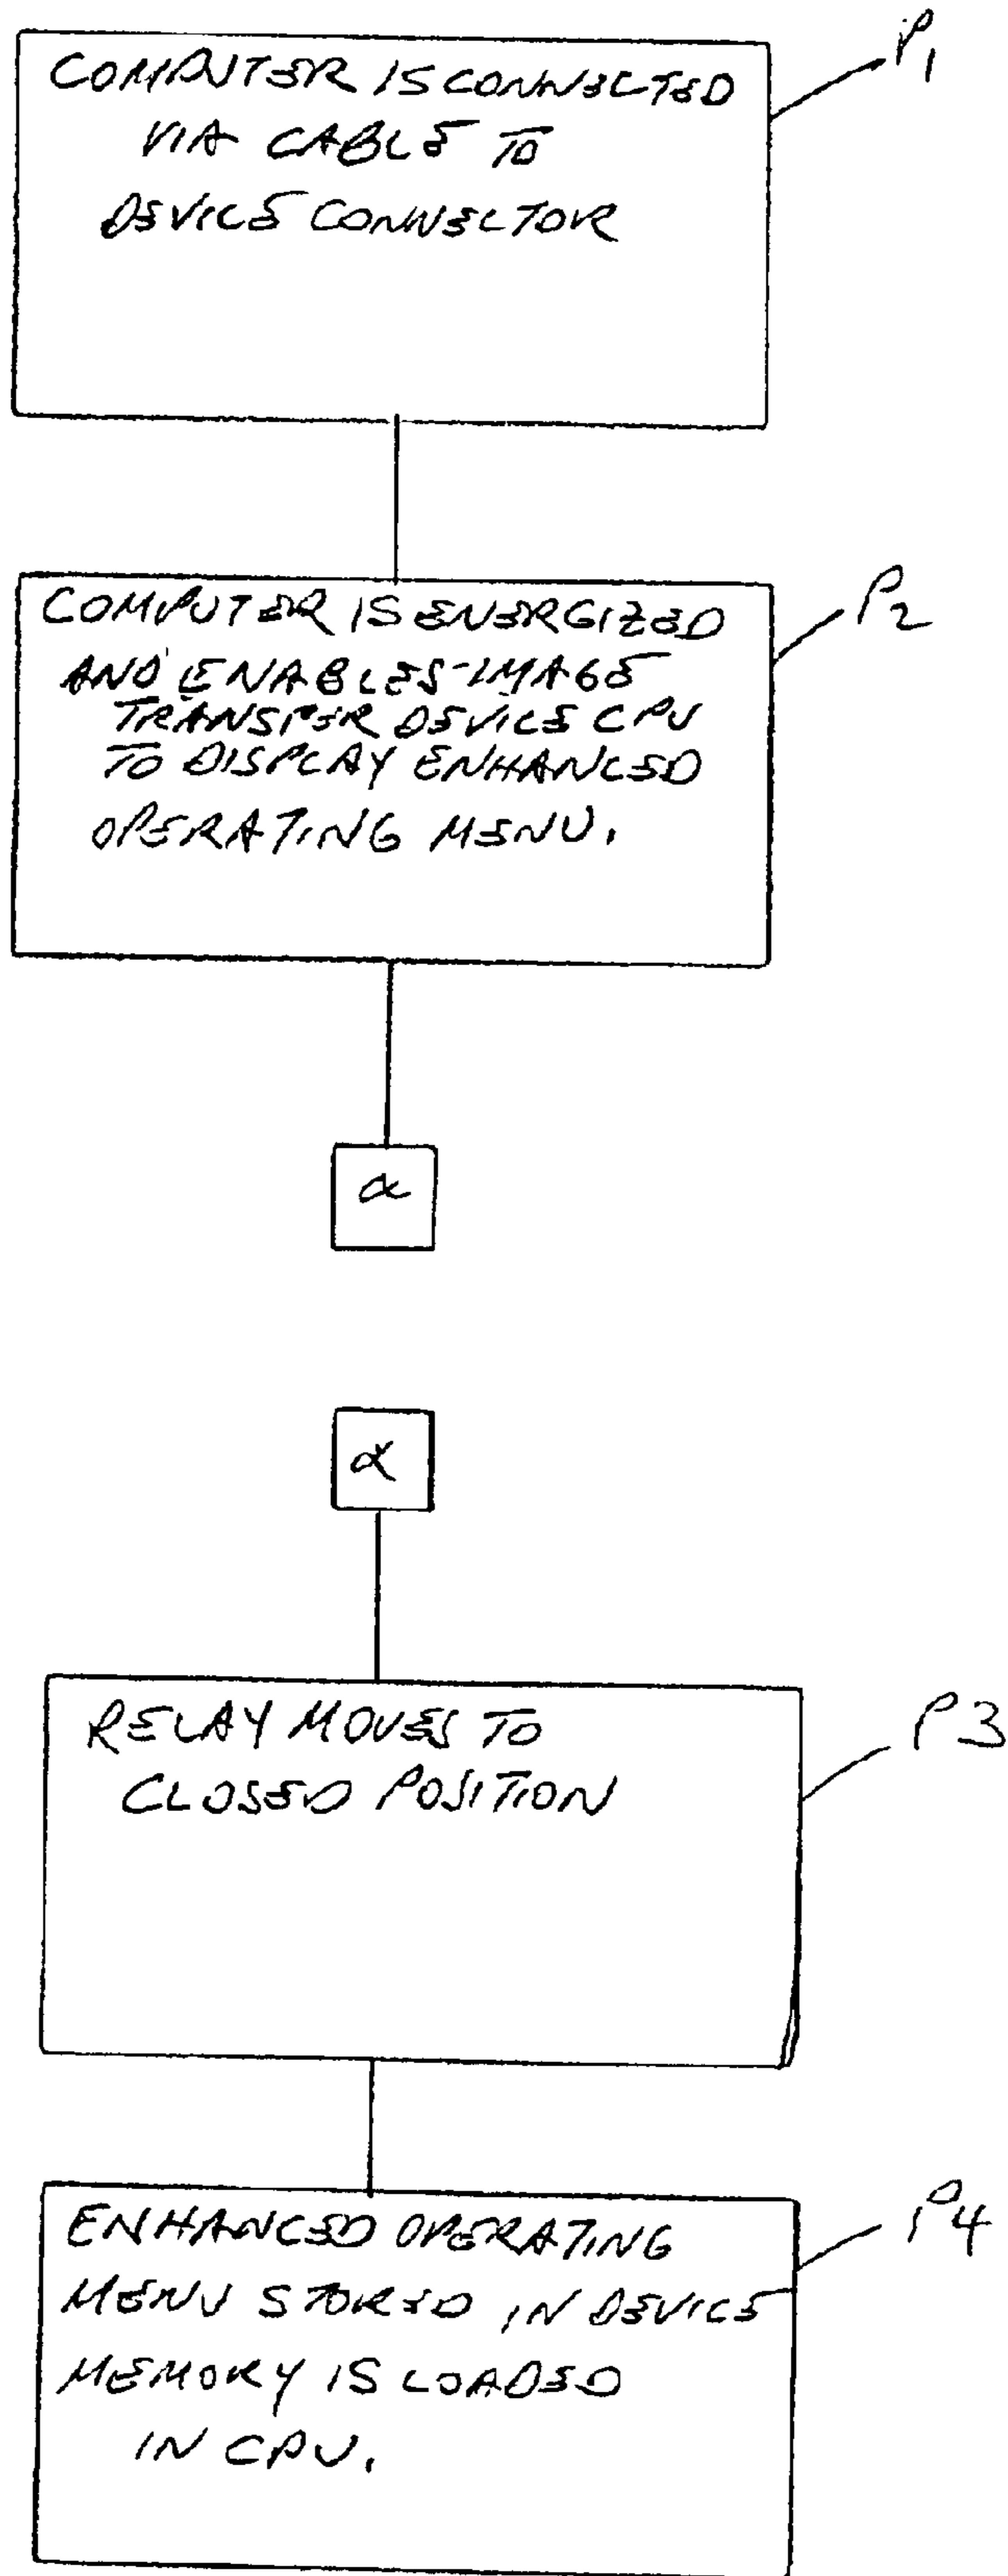 COMPUTER IS CONNECTED
P1
VIA CABLE TO
DEVICE CONNECTOR
COMPUTER IS ENERGIZED
P2
AND ENABLES IMAGE
TRANSFER DEVICE CPU
TO DISPLAY ENHANCED
OPERATING MENU.
α
α
RELAY MOVES TO
P3
CLOSED POSITION
ENHANCED OPERATING
P4
MENU STORED IN DEVICE
MEMORY IS LOADED
IN CPU.